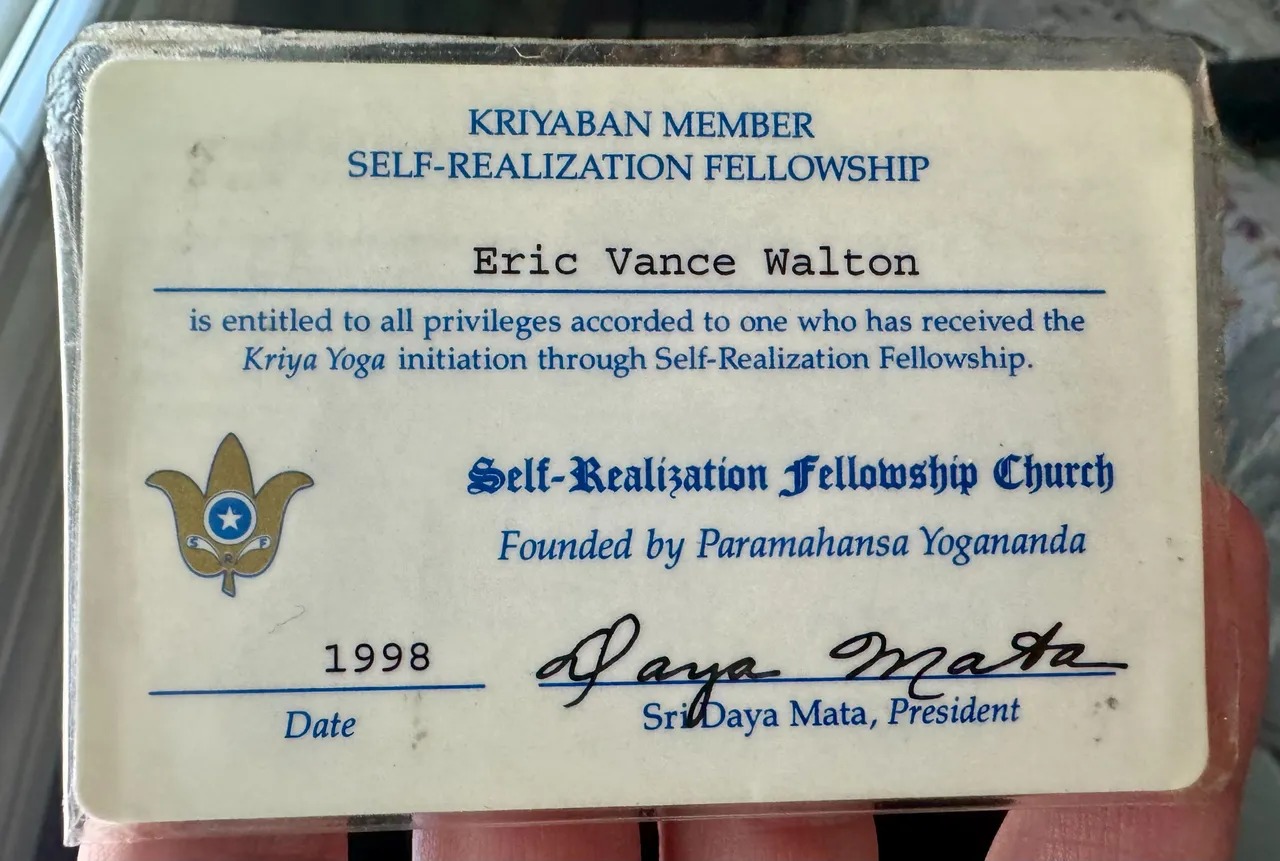 KRIYABAN MEMBER
SELF-REALIZATION FELLOWSHIP
Eric Vance Walton
is entitled to all privileges accorded to one who has received the
Kriya Yoga initiation through Self-Realization Fellowship.
Self-Realization Fellowship Church
Founded by Paramahansa Yogananda
S R F
1998
Daya Mata
Date
Sri Daya Mata, President